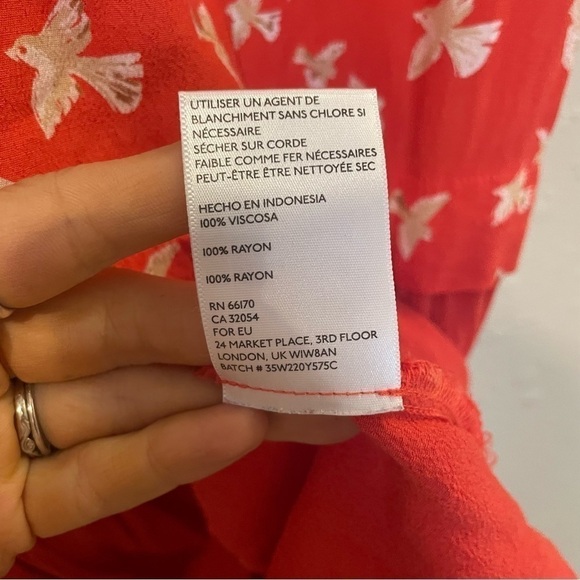 UTILISER UN AGENT DE
BLANCHIMENT SANS CHLORE SI
NÉCESSAIRE
SÉCHER SUR CORDE
FAIBLE COMME FER NÉCESSAIRES
PEUT-ÊTRE ÊTRE NETTOYÉE SEC
HECHO EN INDONESIA
100% VISCOSA
100% RAYON
100% RAYON
RN 66170
CA 32054
FOR EU
24 MARKET PLACE, 3RD FLOOR
LONDON, UK W1W8AN
BATCH # 35W220Y575C